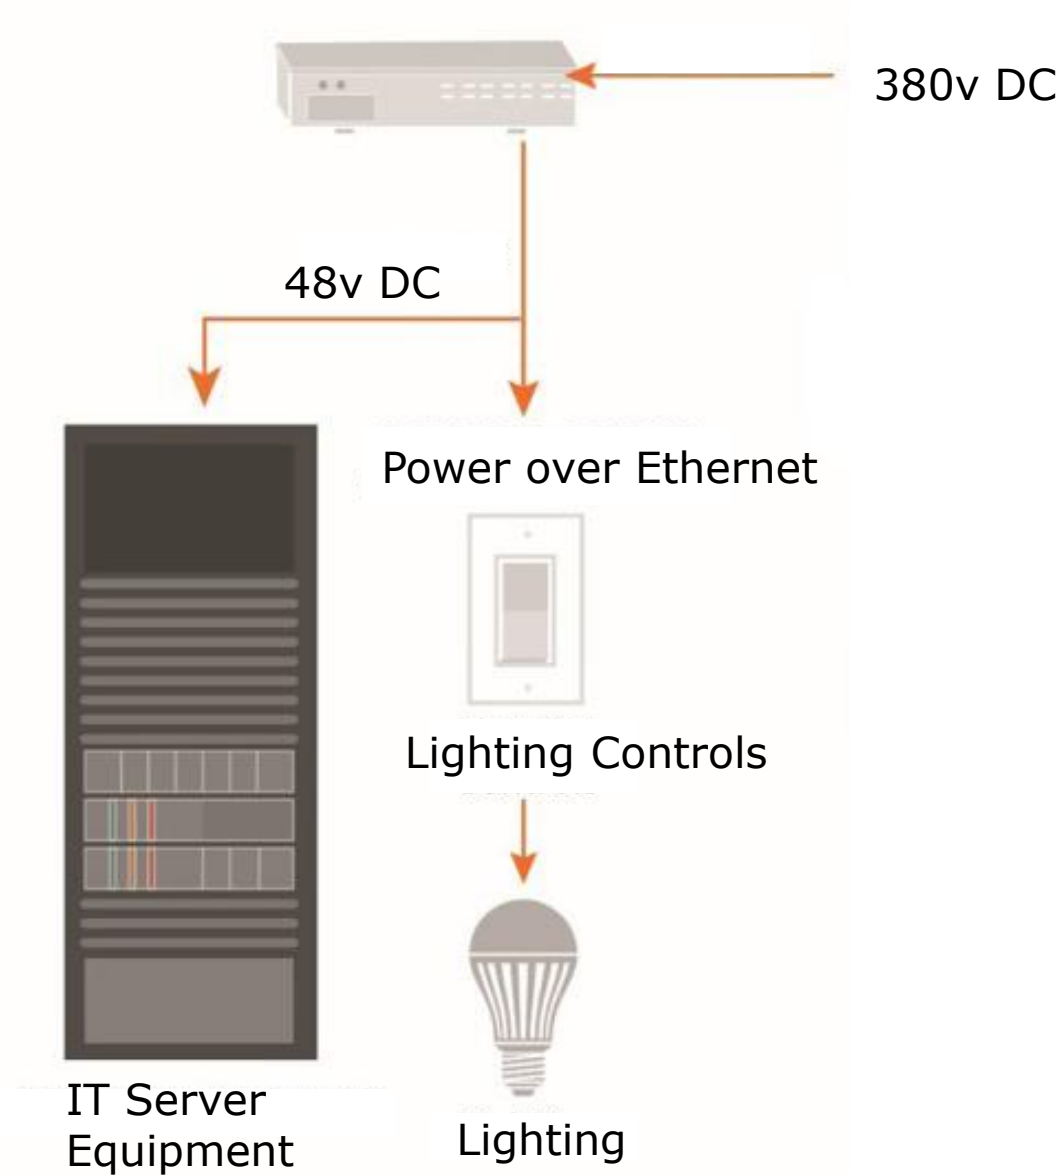 380v DC
48v DC
Power over Ethernet
Lighting Controls
IT Server
Equipment
Lighting